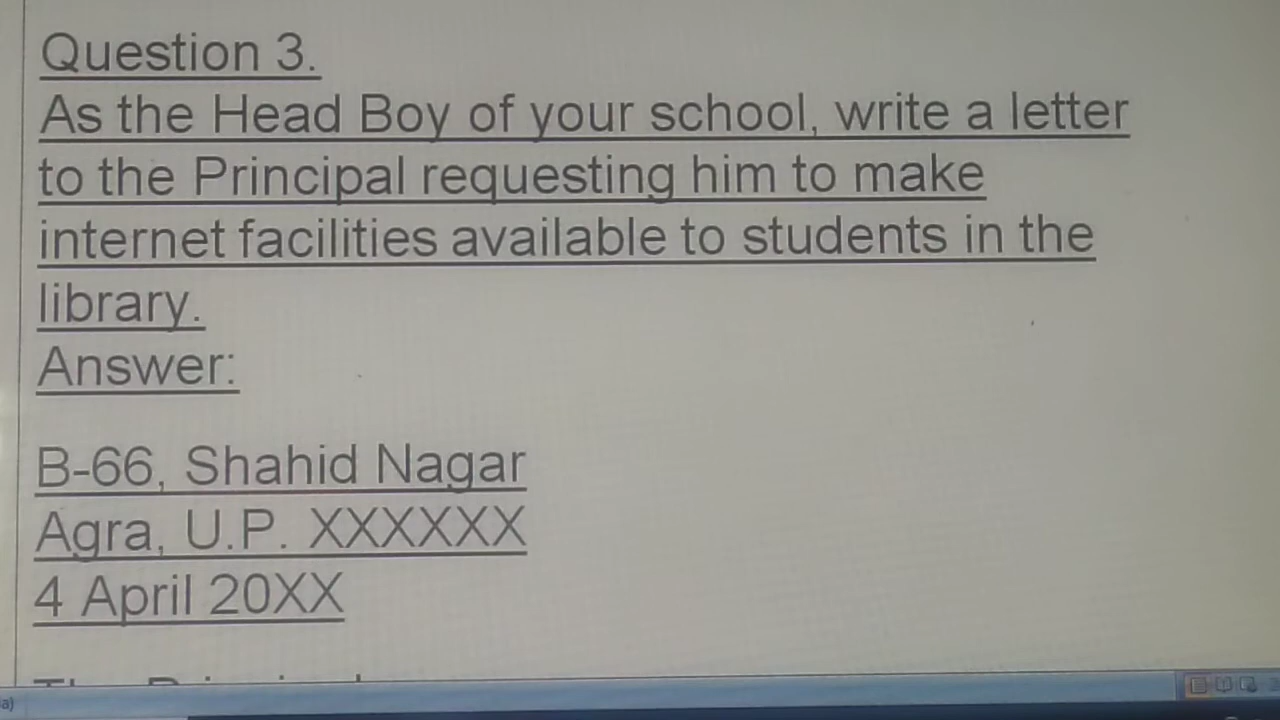 Question 3.
As the Head Boy of your school, write a letter
to the Principal requesting him to make
internet facilities available to students in the
library.
Answer:
B-66, Shahid Nagar
Agra, U.P. XXXXXX
4 April 20XX